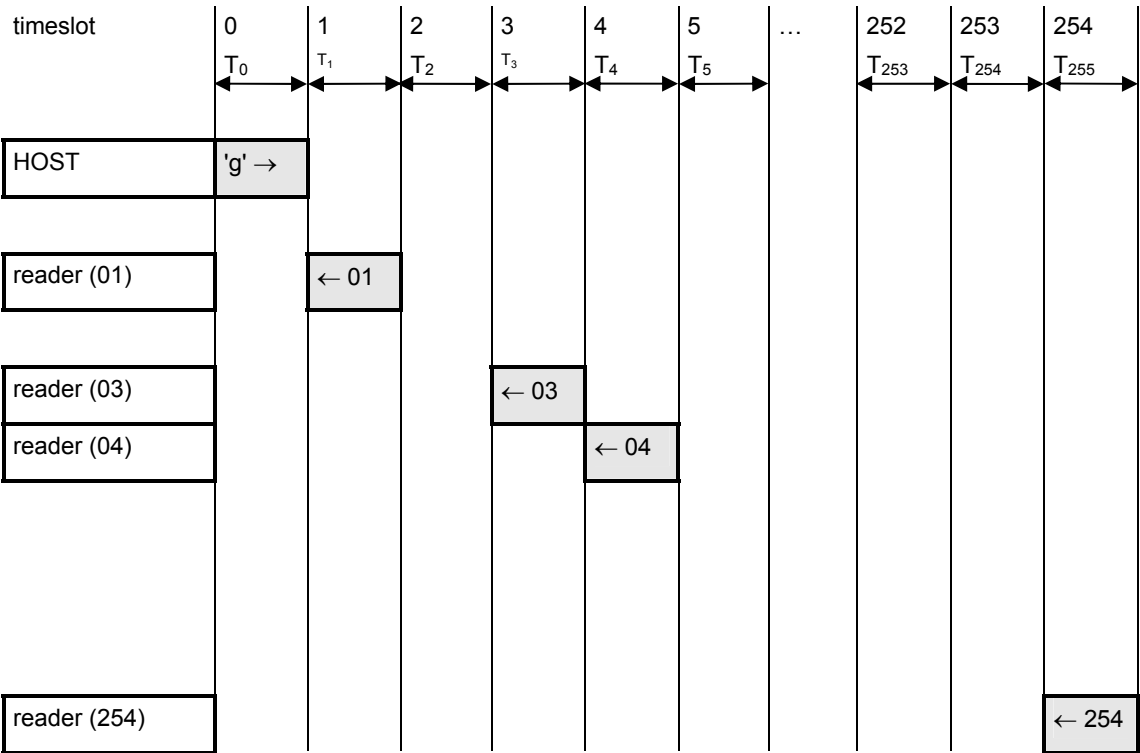 timeslot 0 1 2 3 4 5 … 252 253 254
T₀ T₁ T₂ T₃ T₄ T₅ T₂₅₃ T₂₅₄ T₂₅₅
HOST 'g' →
reader (01) ← 01
reader (03) ← 03
reader (04) ← 04
reader (254) ← 254